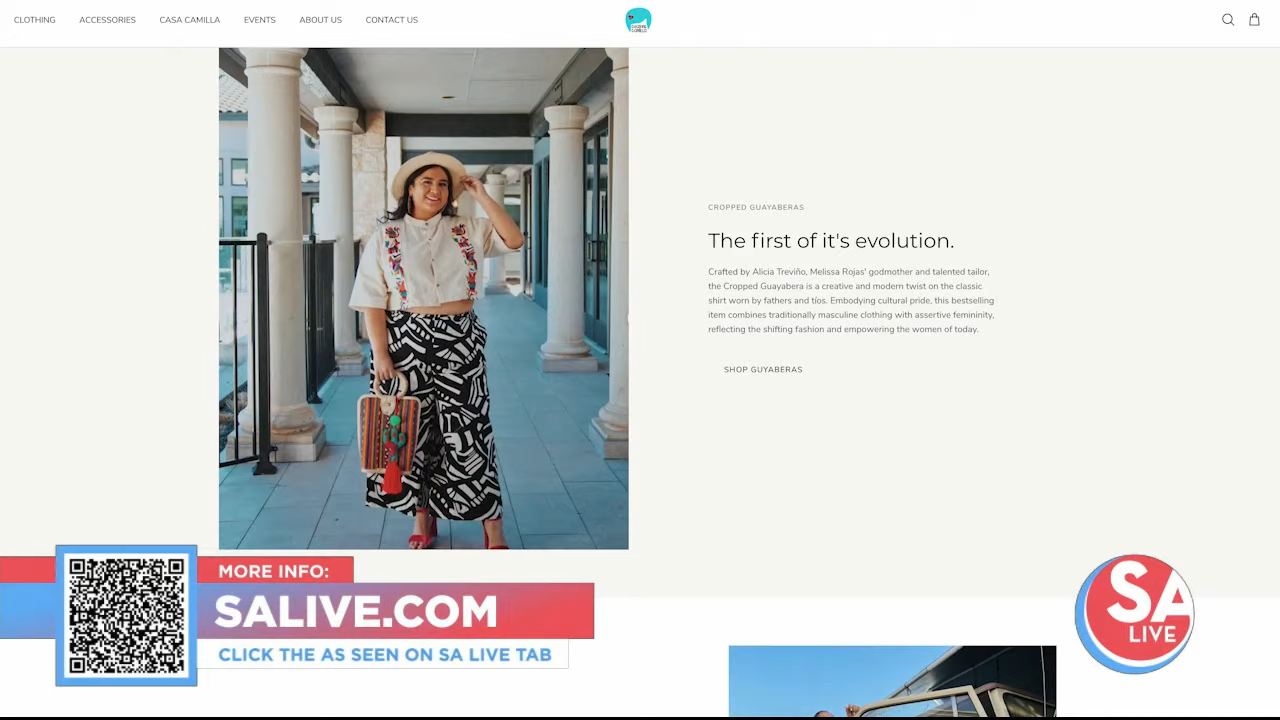 CLOTHING ACCESSORIES CASA CAMILLA EVENTS ABOUT US CONTACT US
CROPPED GUAYABERAS
The first of it's evolution.
Crafted by Alicia Treviño, Melissa Rojas' godmother and talented tailor,
the Cropped Guayabera is a creative and modern twist on the classic
shirt worn by fathers and tíos. Embodying cultural pride, this bestselling
item combines traditionally masculine clothing with assertive femininity,
reflecting the shifting fashion and empowering the women of today.
SHOP GUYABERAS
MORE INFO:
SALIVE.COM
CLICK THE AS SEEN ON SA LIVE TAB
SA
LIVE